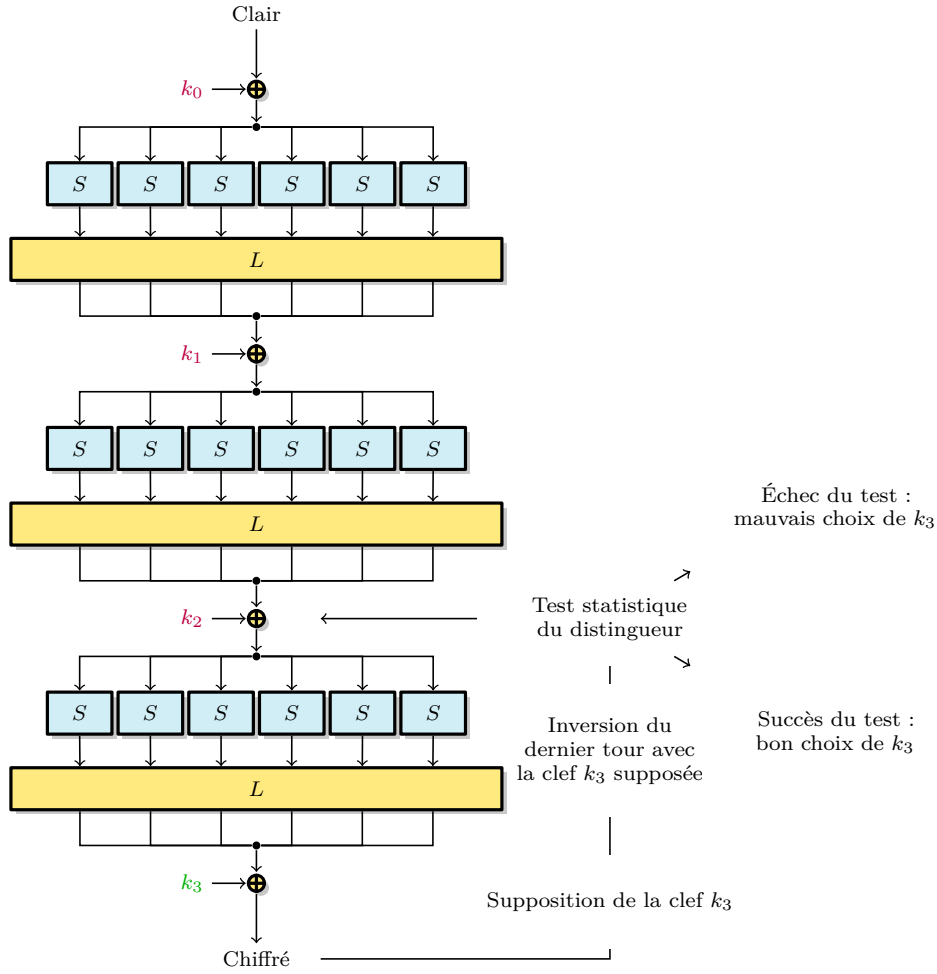 Clair
k₀
S S S S S S
L
k₁
S S S S S S
L
Échec du test :
mauvais choix de k₃
k₂
Test statistique
du distingueur
S S S S S S
Inversion du
dernier tour avec
la clef k₃ supposée
Succès du test :
bon choix de k₃
L
k₃
Supposition de la clef k₃
Chiffré